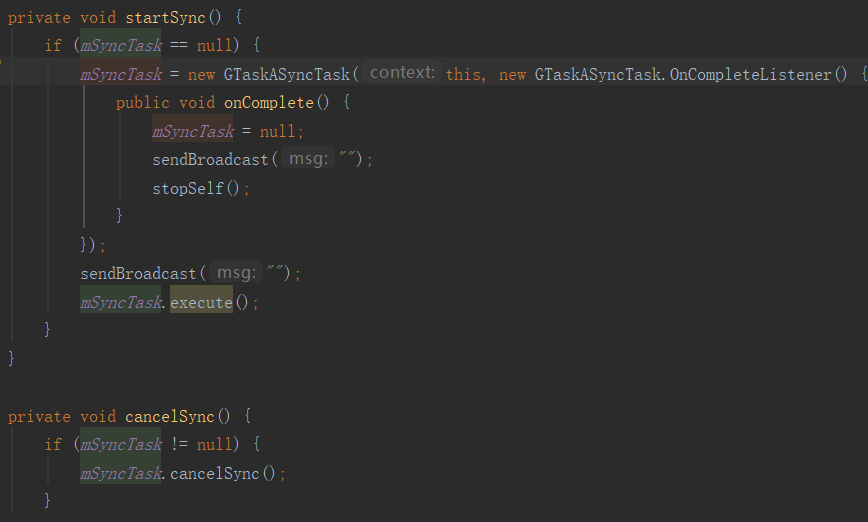 private void startSync() {
if (mSyncTask == null) {
mSyncTask = new GTaskASyncTask( context: this, new GTaskASyncTask.OnCompleteListener() {
public void onComplete() {
mSyncTask = null;
sendBroadcast( msg: "");
stopSelf();
}
});
sendBroadcast( msg: "");
mSyncTask.execute();
}
}
private void cancelSync() {
if (mSyncTask != null) {
mSyncTask.cancelSync();
}